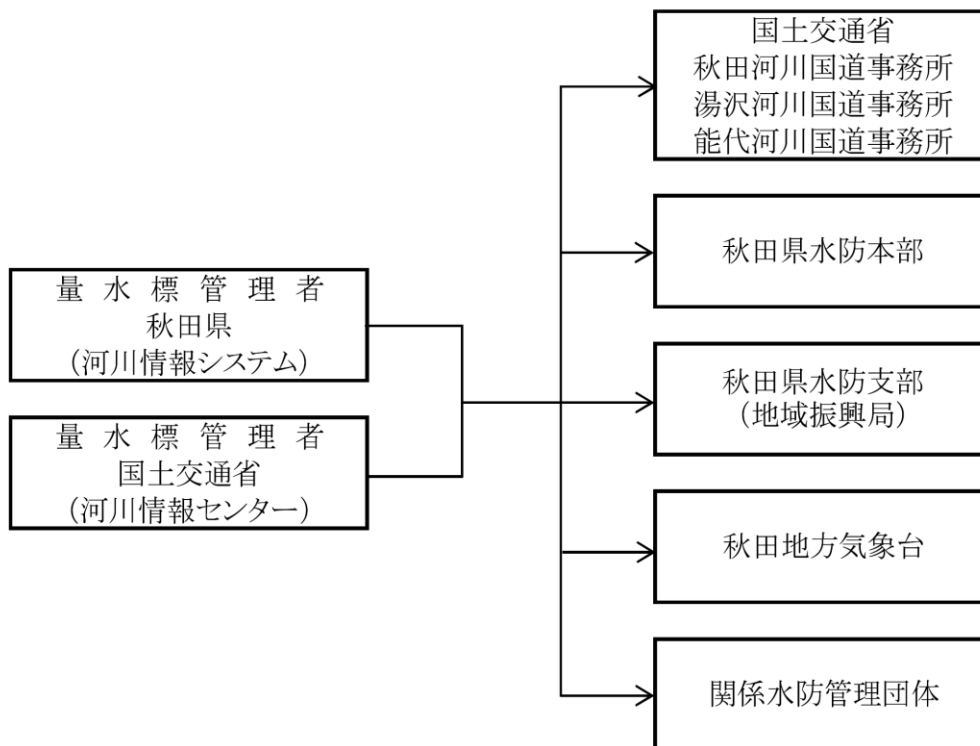 量水標管理者
秋田県
(河川情報システム)
量水標管理者
国土交通省
(河川情報センター)
国土交通省
秋田河川国道事務所
湯沢河川国道事務所
能代河川国道事務所
秋田県水防本部
秋田県水防支部
(地域振興局)
秋田地方気象台
関係水防管理団体